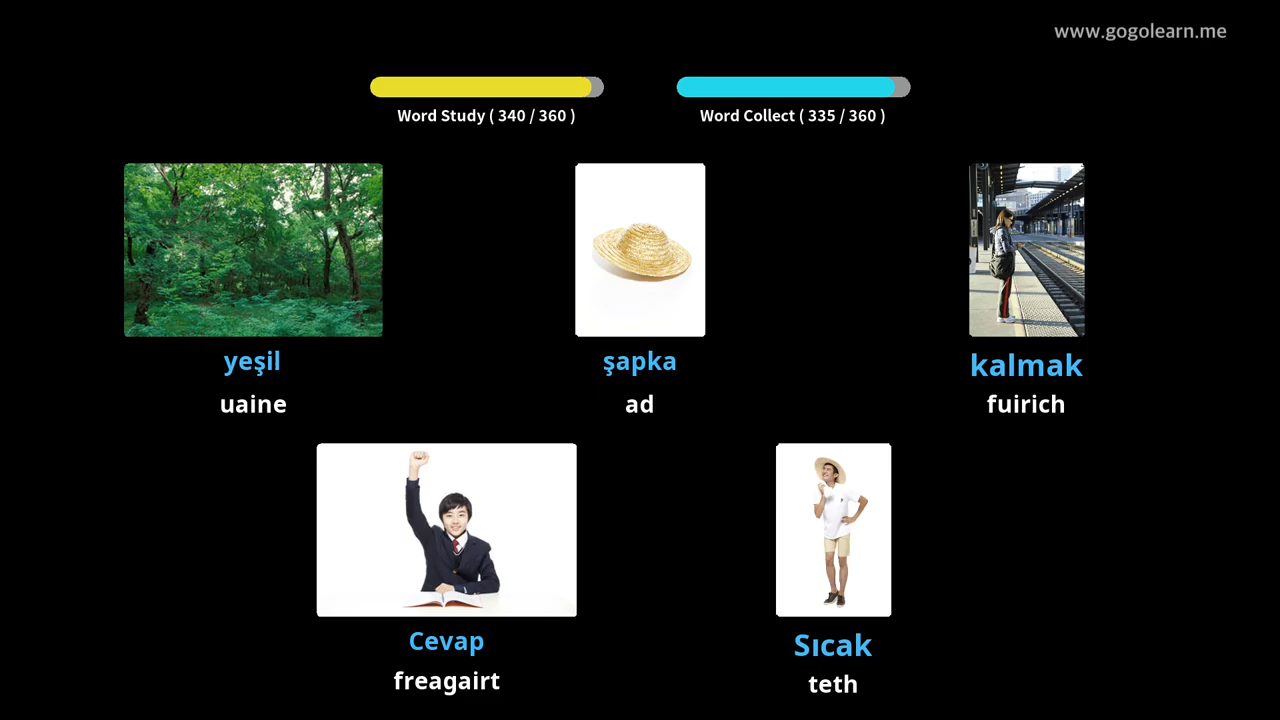 www.gogolearn.me
Word Study ( 340 / 360 )
Word Collect ( 335 / 360 )
yeşil
şapka
kalmak
uaine
ad
fuirich
Cevap
Sıcak
freagairt
teth